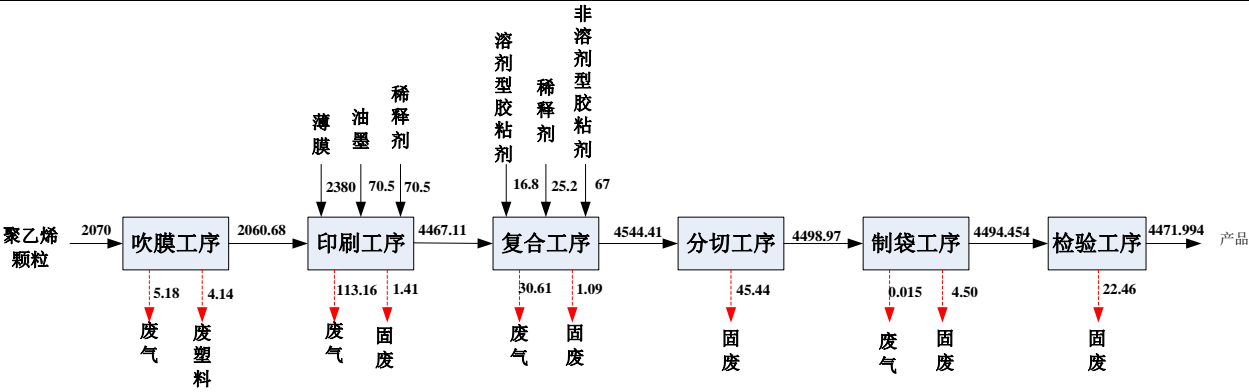 溶剂型胶粘剂
稀释剂
非溶剂型胶粘剂
薄膜
油墨
稀释剂
2380
70.5
70.5
16.8
25.2
67
聚乙烯
颗粒
2070
吹膜工序
2060.68
印刷工序
4467.11
复合工序
4544.41
分切工序
4498.97
制袋工序
4494.454
检验工序
4471.994
产品
5.18
4.14
113.16
1.41
30.61
1.09
45.44
0.015
4.50
22.46
废气
废塑料
废气
固废
废气
固废
固废
废气
固废
固废